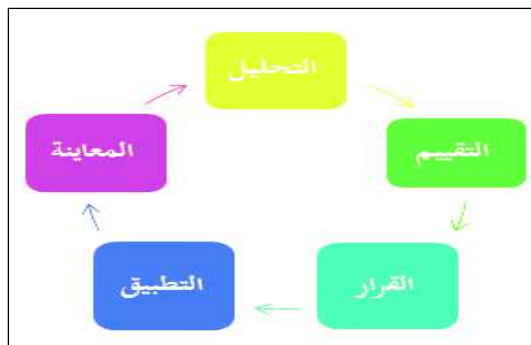 التحليل
التقييم
القرار
التطبيق
المعاينة